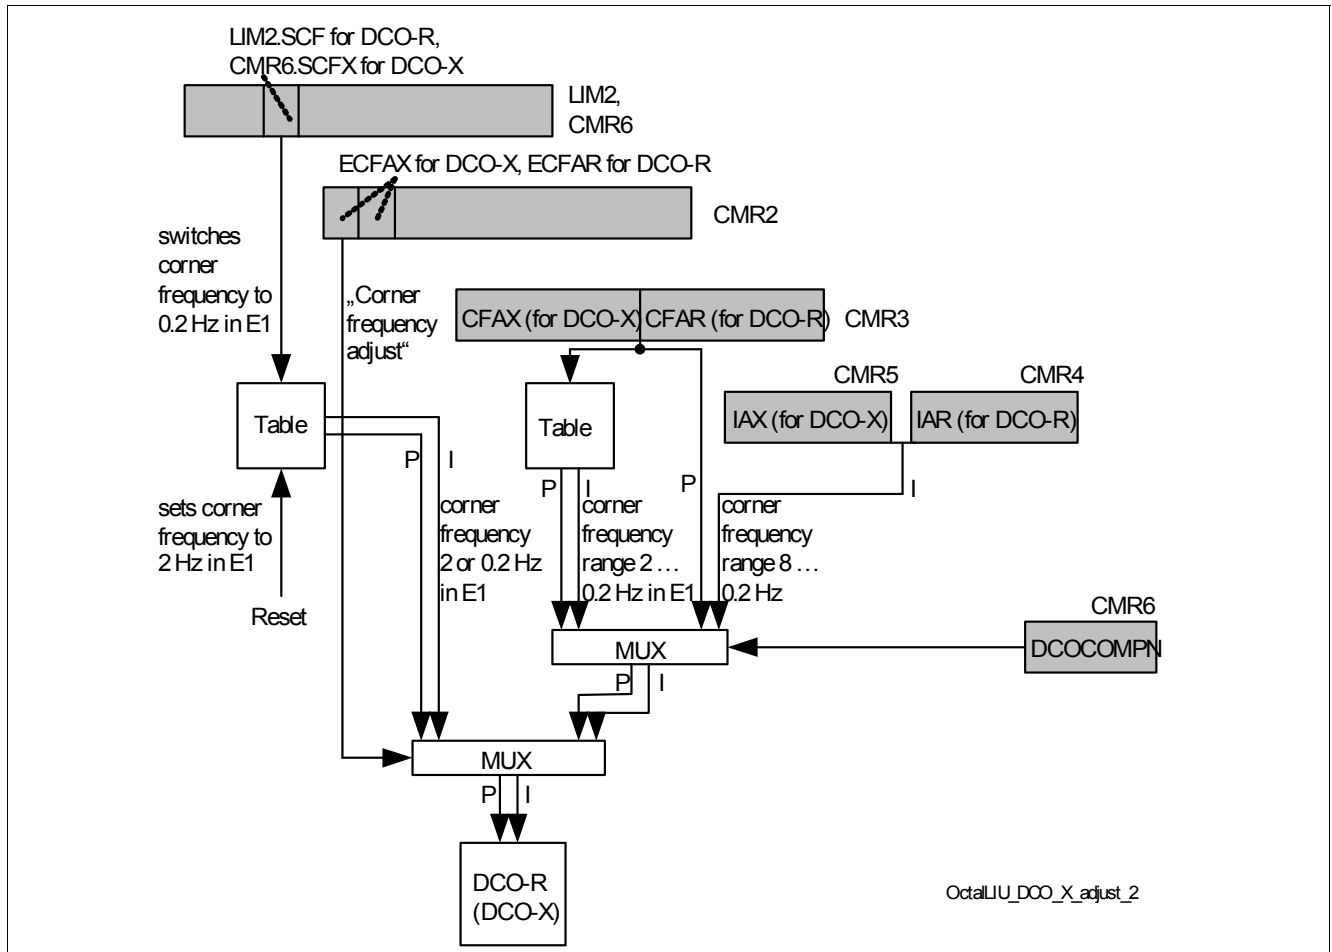 LIM2.SCF for DCO-R,
CMR6.SCFX for DCO-X
LIM2,
CMR6
ECFAX for DCO-X, ECFAR for DCO-R
CMR2
switches
corner
frequency to
0.2 Hz in E1
„Corner
frequency
adjust“
CFAX (for DCO-X)
CFAR (for DCO-R)
CMR3
CMR5
CMR4
IAX (for DCO-X)
IAR (for DCO-R)
Table
Table
P
I
P
I
P
I
sets corner
frequency to
2 Hz in E1
Reset
corner
frequency
2 or 0.2 Hz
in E1
corner
frequency
range 2 …
0.2 Hz in E1
corner
frequency
range 8 …
0.2 Hz
CMR6
DCOCOMPN
MUX
P
I
MUX
P
I
DCO-R
(DCO-X)
OctalLIU_DCO_X_adjust_2